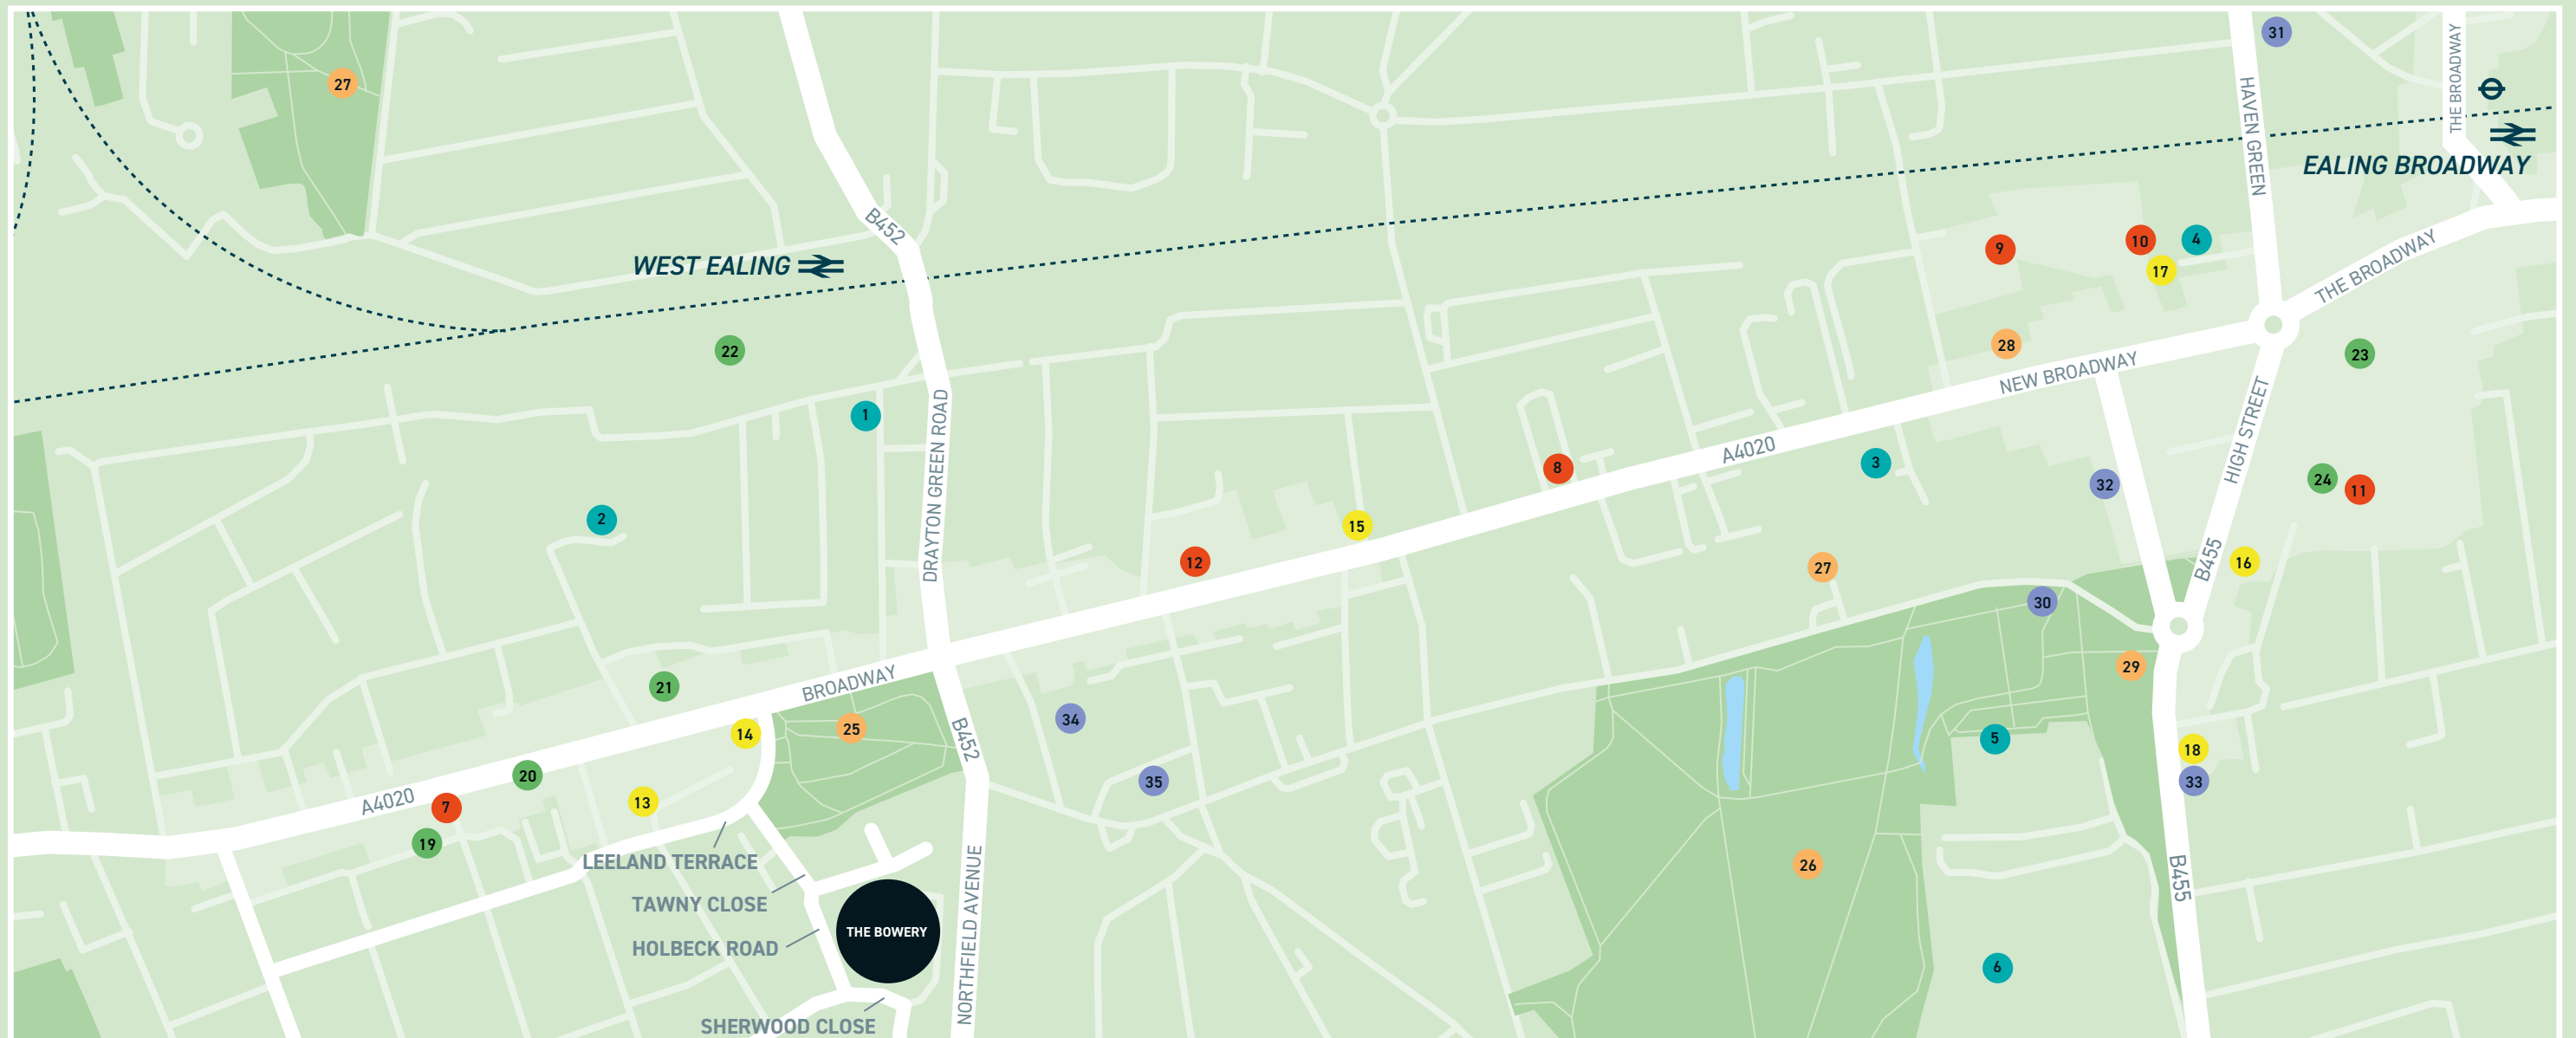 31
THE BROADWAY
27
HAVEN GREEN
EALING BROADWAY
B452
WEST EALING
9
10
4
17
THE BROADWAY
22
28
23
NEW BROADWAY
1
DRAYTON GREEN ROAD
HIGH STREET
A4020
8
3
32
24
11
2
15
12
B455
16
27
30
29
21
BROADWAY
14
25
B452
34
5
18
20
35
33
A4020
7
13
19
LEELAND TERRACE
26
B455
TAWNY CLOSE
THE BOWERY
HOLBECK ROAD
NORTHFIELD AVENUE
6
SHERWOOD CLOSE